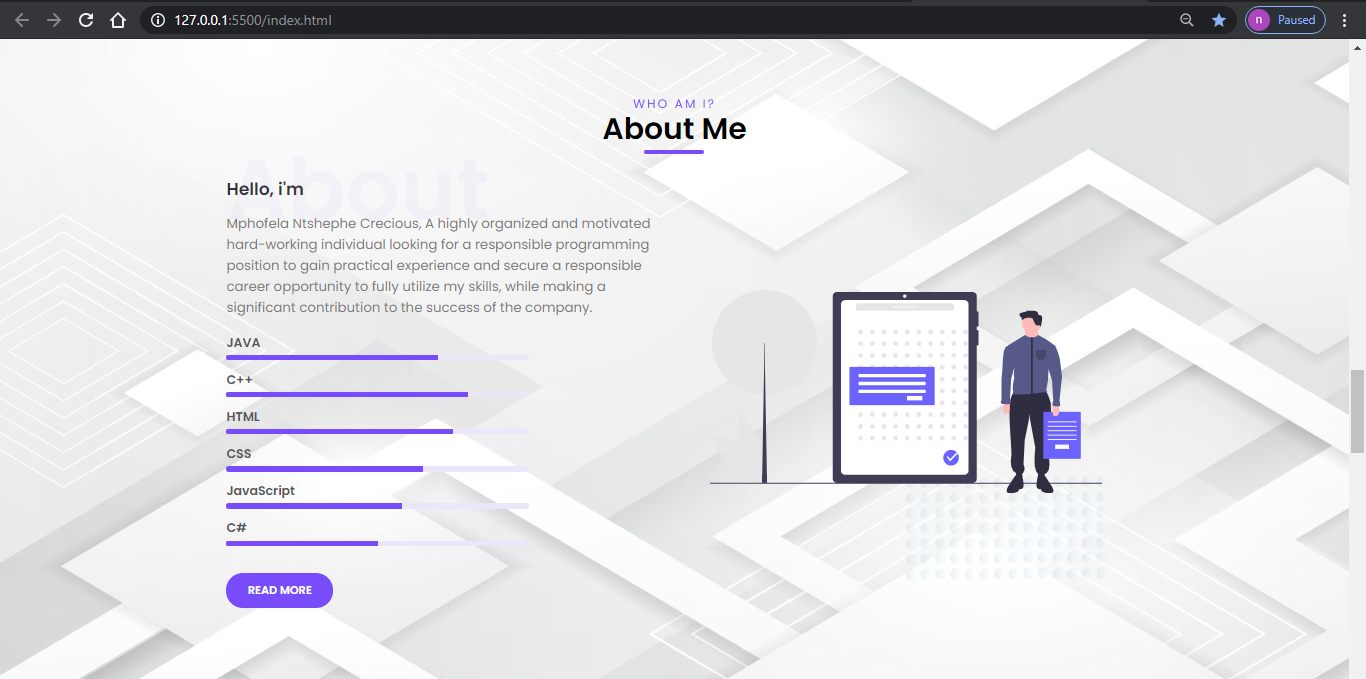 127.0.0.1:5500/index.html
n
Paused
WHO AM I?
About Me
About
Hello, i'm
Mphofela Ntshephe Crecious, A highly organized and motivated
hard-working individual looking for a responsible programming
position to gain practical experience and secure a responsible
career opportunity to fully utilize my skills, while making a
significant contribution to the success of the company.
JAVA
C++
HTML
CSS
JavaScript
C#
READ MORE